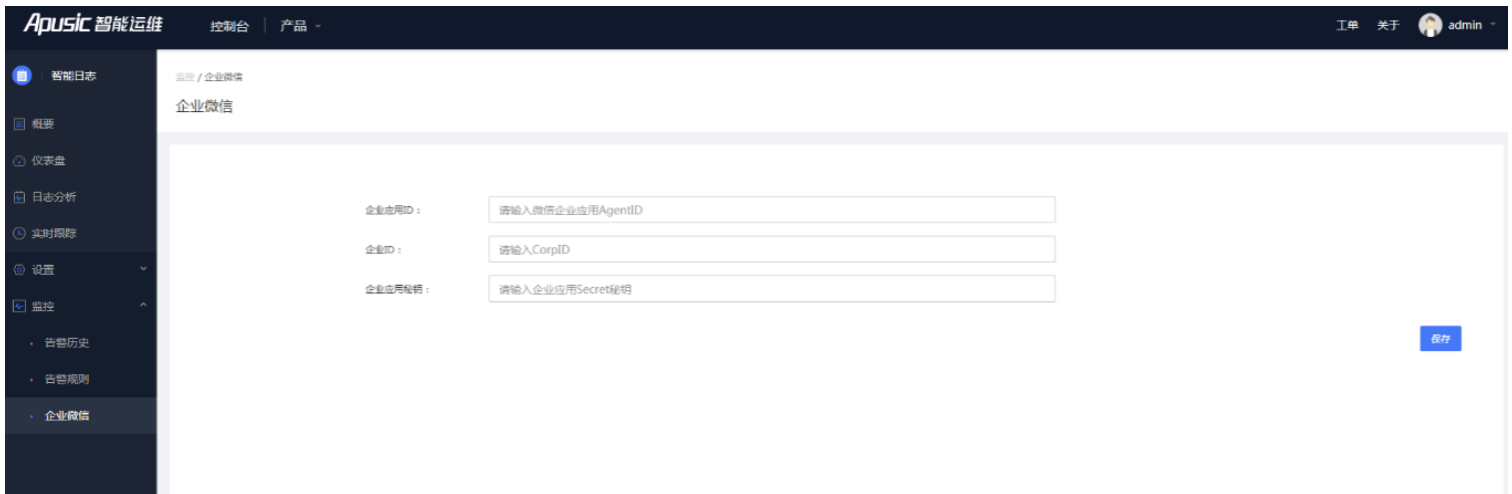 Apusic 智能运维 控制台 产品 工单 关于 admin
智能日志
监控 / 企业微信
企业微信
概要
仪表盘
日志分析
企业应用ID： 请输入微信企业应用AgentID
实时跟踪
企业ID： 请输入CorpID
设置
企业应用秘钥： 请输入企业应用Secret秘钥
监控
告警历史
保存
告警规则
企业微信